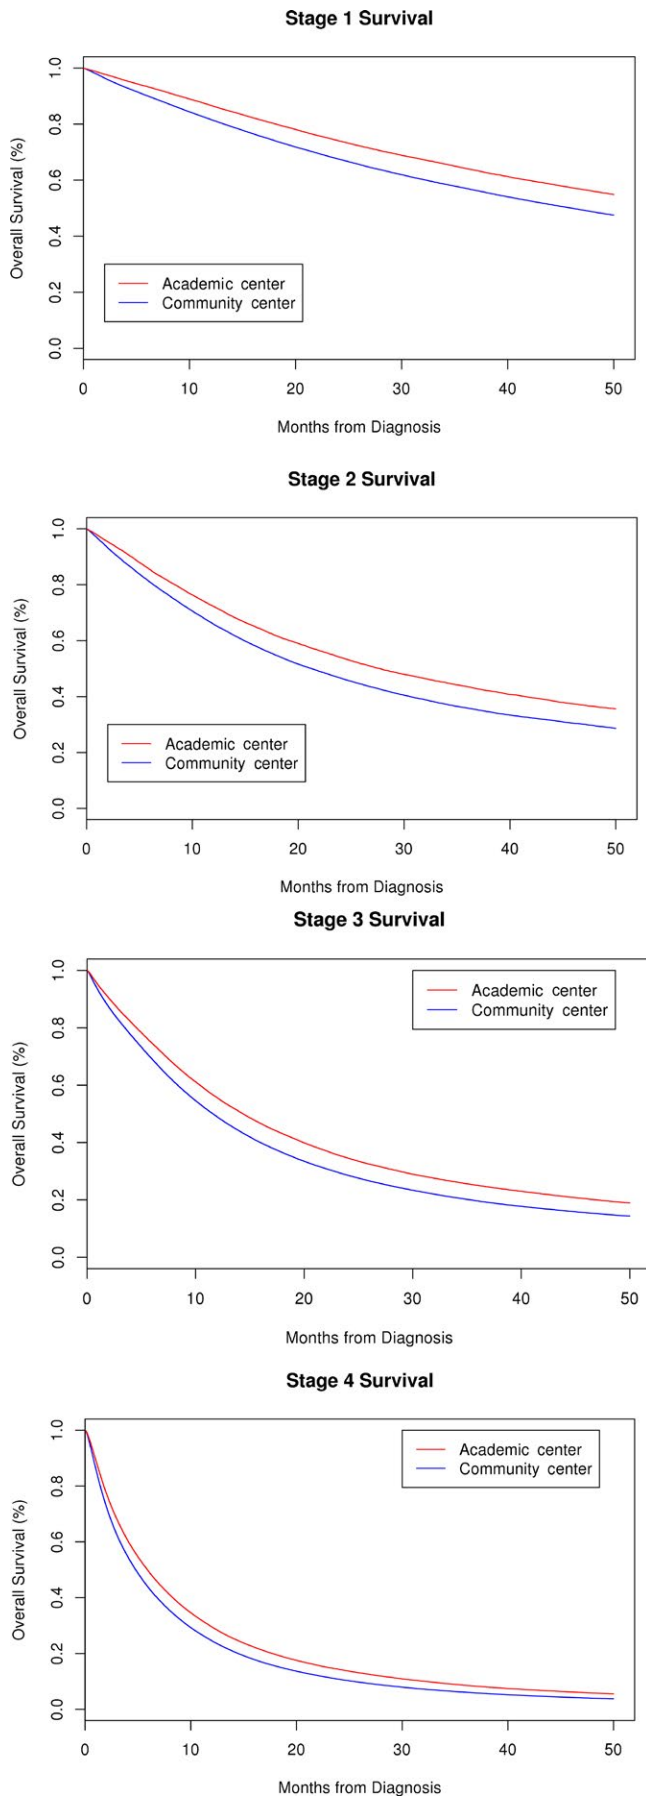 Stage 1 Survival
Overall Survival (%)
1.0
0.8
0.6
0.4
0.2
0.0
Academic center
Community center
0 10 20 30 40 50
Months from Diagnosis
Stage 2 Survival
Overall Survival (%)
1.0
0.8
0.6
0.4
0.2
0.0
Academic center
Community center
0 10 20 30 40 50
Months from Diagnosis
Stage 3 Survival
Overall Survival (%)
1.0
0.8
0.6
0.4
0.2
0.0
Academic center
Community center
0 10 20 30 40 50
Months from Diagnosis
Stage 4 Survival
Overall Survival (%)
1.0
0.8
0.6
0.4
0.2
0.0
Academic center
Community center
0 10 20 30 40 50
Months from Diagnosis